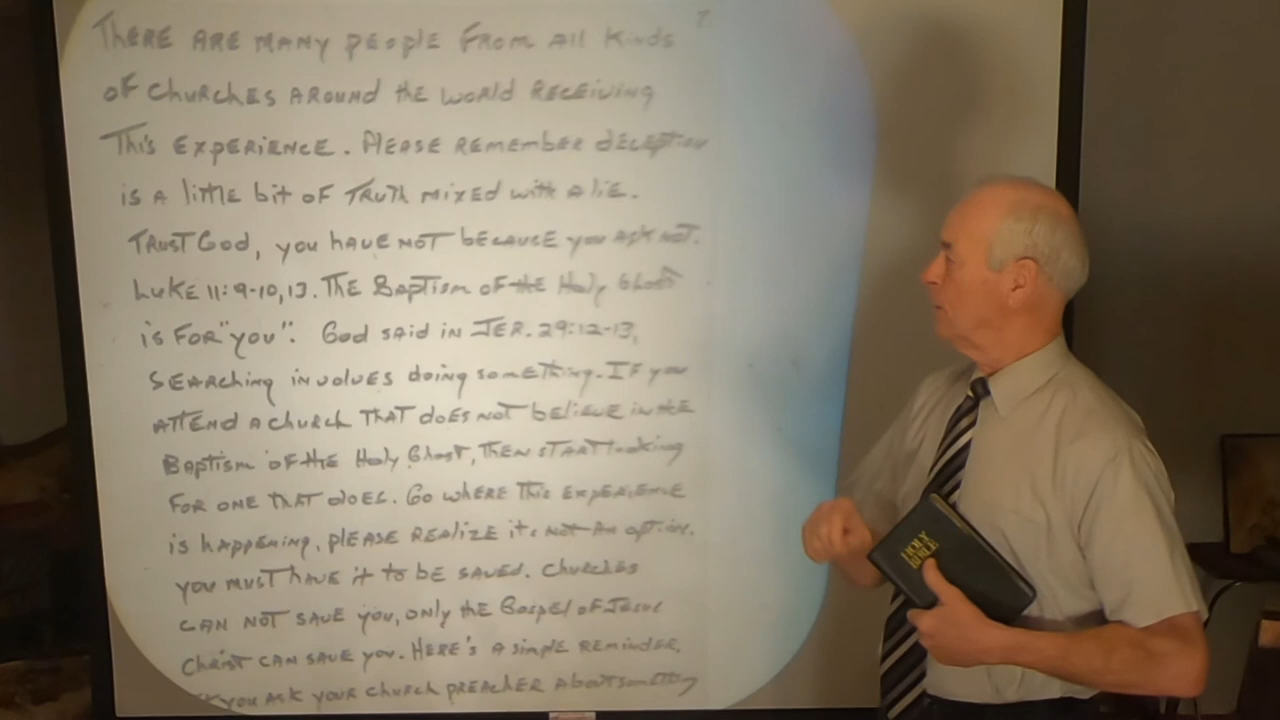 7
THERE ARE MANY PEOPLE FROM All Kinds
OF ChuRChES AROUND the WORLD RECEIVING
This EXPERIENCE. PlEASE REMEMBER dECEPTION
is A little bit OF TRuTh MIXED with A liE.
TRUST God, you hAVE NOT bECAUSE you ASK NOT.
LUKE 11:9-10,13. ThE BApTism OF thE Holy GhosT
is FOR "you". God SAid iN JER. 29:12-13,
SEARChing iNVOLVES doing somEThing. IF you
ATTENd A ChuRCh THAT doES NOT bEliEVE iN thE
BApTism OF thE Holy GhosT, ThEN START looking
FOR ONE THAT dOES. Go WhERE This EXPERIENCE
is hAppENiNg, plEASE REAlizE it's NOT AN opTioN.
you MUST hAVE it to bE SAVED. ChuRChES
CAN NOT SAVE you, oNly thE GospEl oF JEsus
ChRisT CAN SAVE you. HERE'S A simplE REMINdER,
you ASK youR ChuRCh PREACHER AbouT somEThing
HOLY
BIBLE